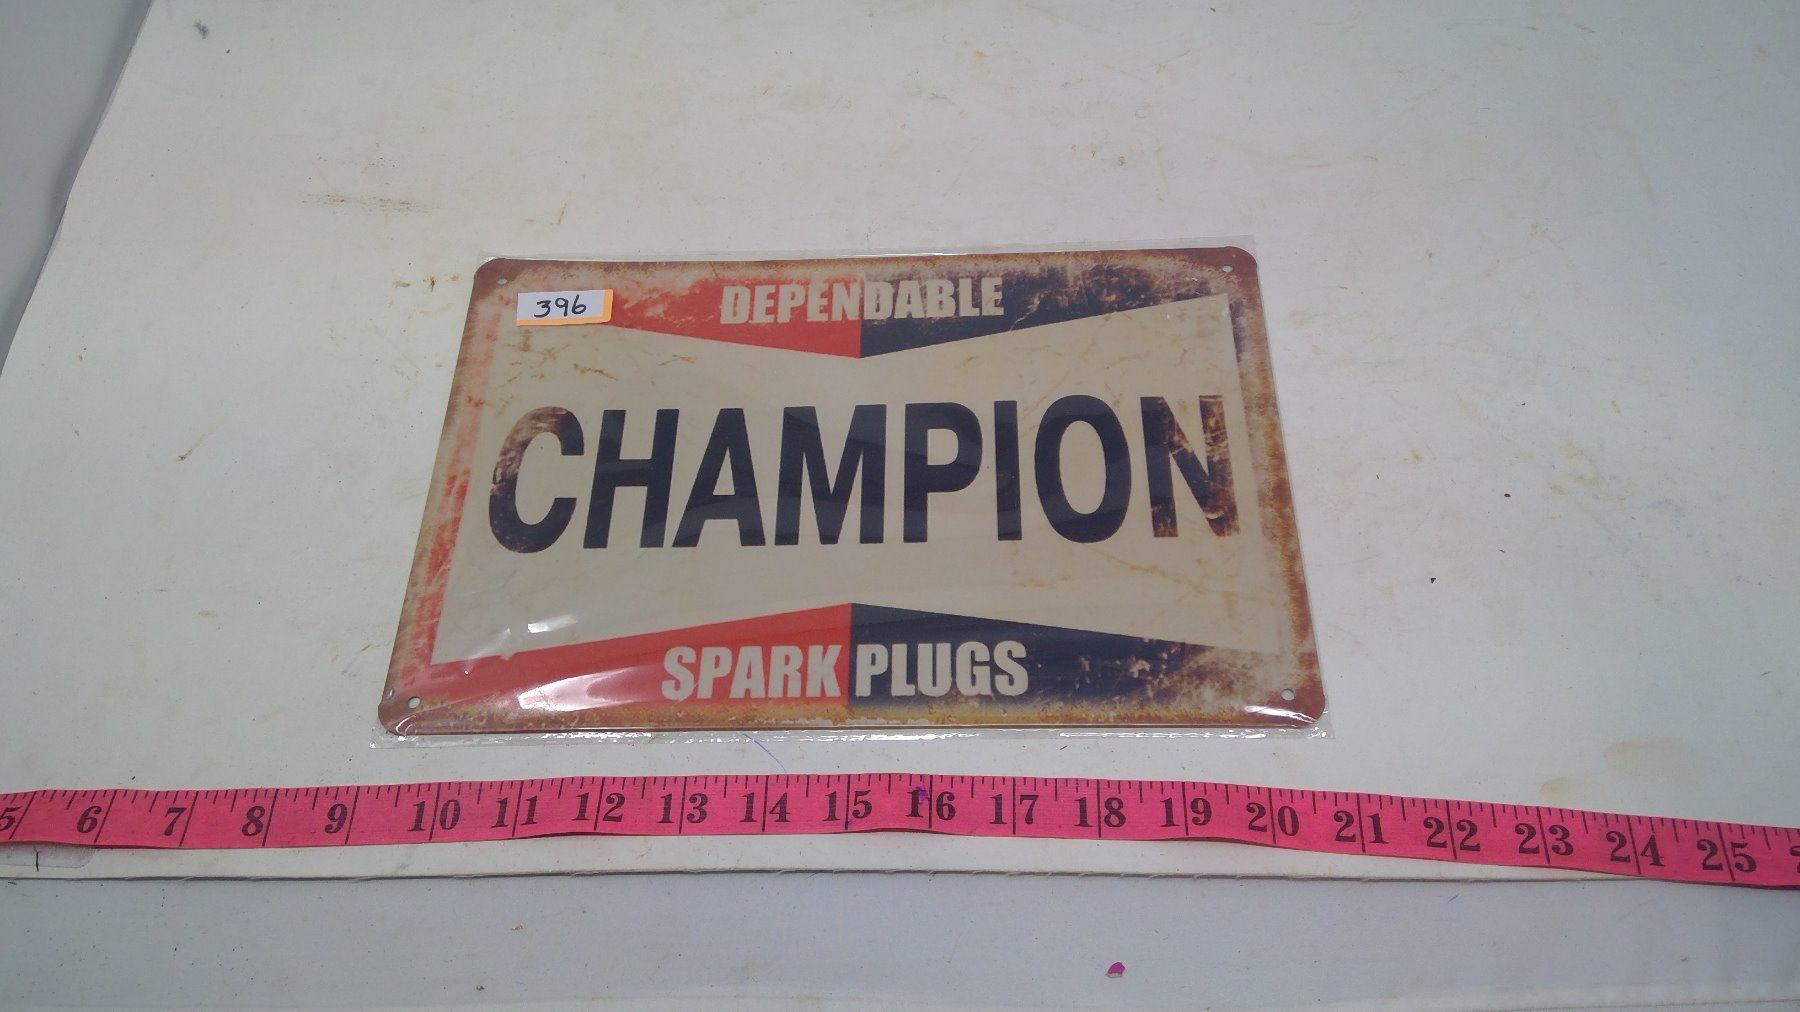 396
DEPENDABLE
CHAMPION
SPARK PLUGS
5 6 7 8 9 10 11 12 13 14 15 16 17 18 19 20 21 22 23 24 25